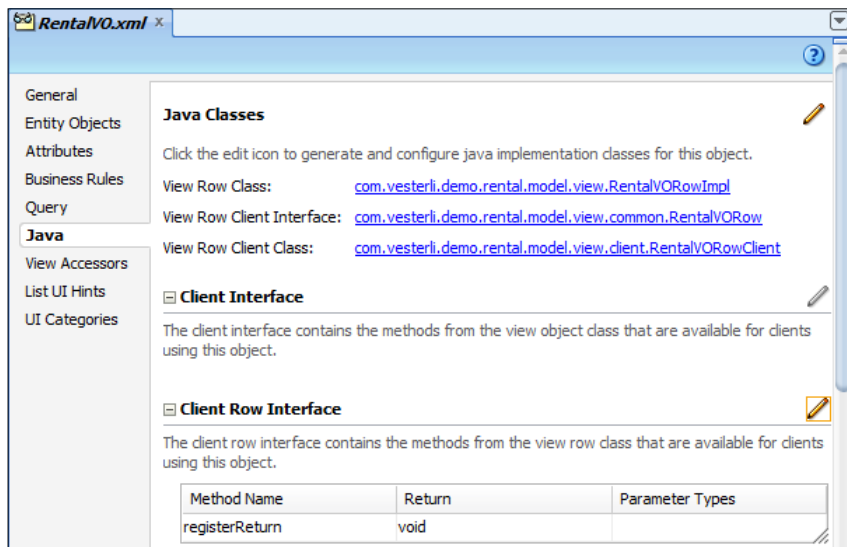 RentalVO.xml
General
Entity Objects
Attributes
Business Rules
Query
Java
View Accessors
List UI Hints
UI Categories
Java Classes
Click the edit icon to generate and configure java implementation classes for this object.
View Row Class: com.vesterli.demo.rental.model.view.RentalVORowImpl
View Row Client Interface: com.vesterli.demo.rental.model.view.common.RentalVORow
View Row Client Class: com.vesterli.demo.rental.model.view.client.RentalVORowClient
Client Interface
The client interface contains the methods from the view object class that are available for clients
using this object.
Client Row Interface
The client row interface contains the methods from the view row class that are available for clients
using this object.
Method Name Return Parameter Types
registerReturn void